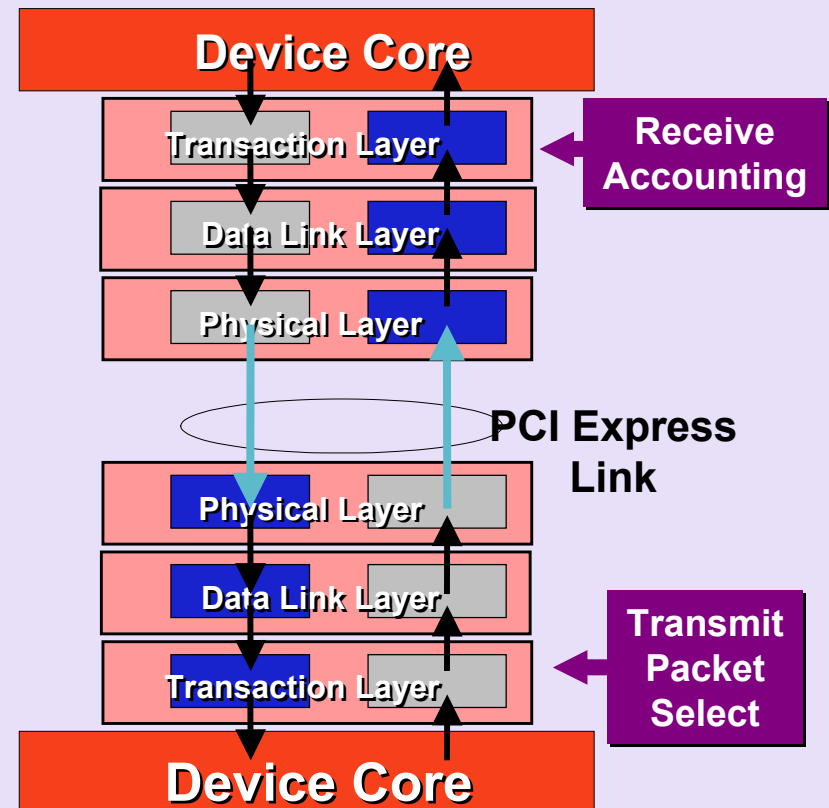 Device Core
Transaction Layer
Receive
Accounting
Data Link Layer
Physical Layer
PCI Express
Link
Physical Layer
Data Link Layer
Transmit
Packet
Select
Transaction Layer
Device Core